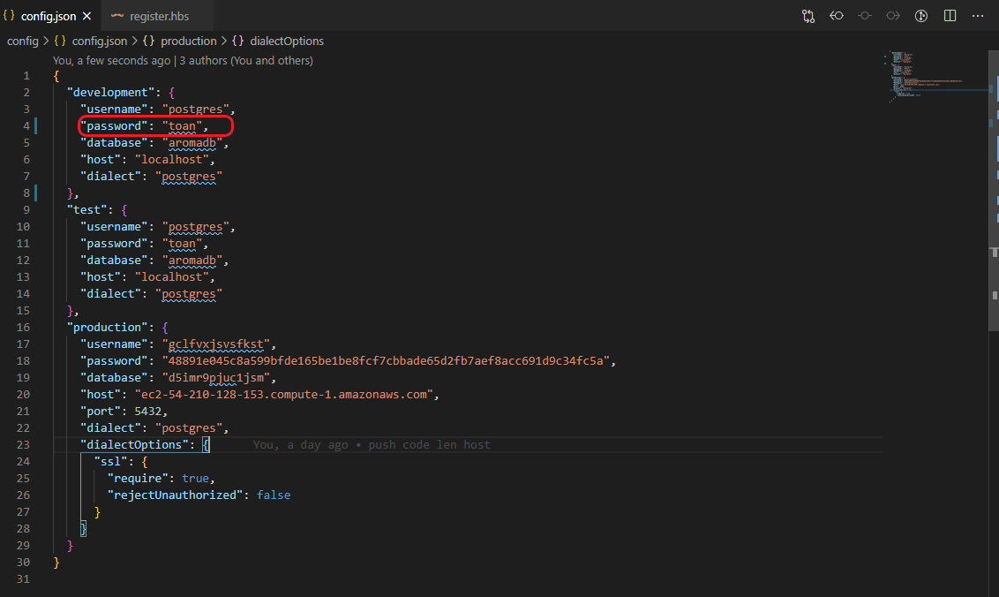 { } config.json ×
register.hbs
config > { } config.json > { } production > { } dialectOptions
You, a few seconds ago | 3 authors (You and others)
1 {
2 "development": {
3 "username": "postgres",
4 "password": "toan",
5 "database": "aromadb",
6 "host": "localhost",
7 "dialect": "postgres"
8 },
9 "test": {
10 "username": "postgres",
11 "password": "toan",
12 "database": "aromadb",
13 "host": "localhost",
14 "dialect": "postgres"
15 },
16 "production": {
17 "username": "gclfvxjsvsfkst",
18 "password": "48891e045c8a599bfde165be1be8fcf7cbbade65d2fb7aef8acc691d9c34fc5a",
19 "database": "d5imr9pjuc1jsm",
20 "host": "ec2-54-210-128-153.compute-1.amazonaws.com",
21 "port": 5432,
22 "dialect": "postgres",
23 "dialectOptions": { You, a day ago • push code len host
24 "ssl": {
25 "require": true,
26 "rejectUnauthorized": false
27 }
28 }
29 }
30 }
31